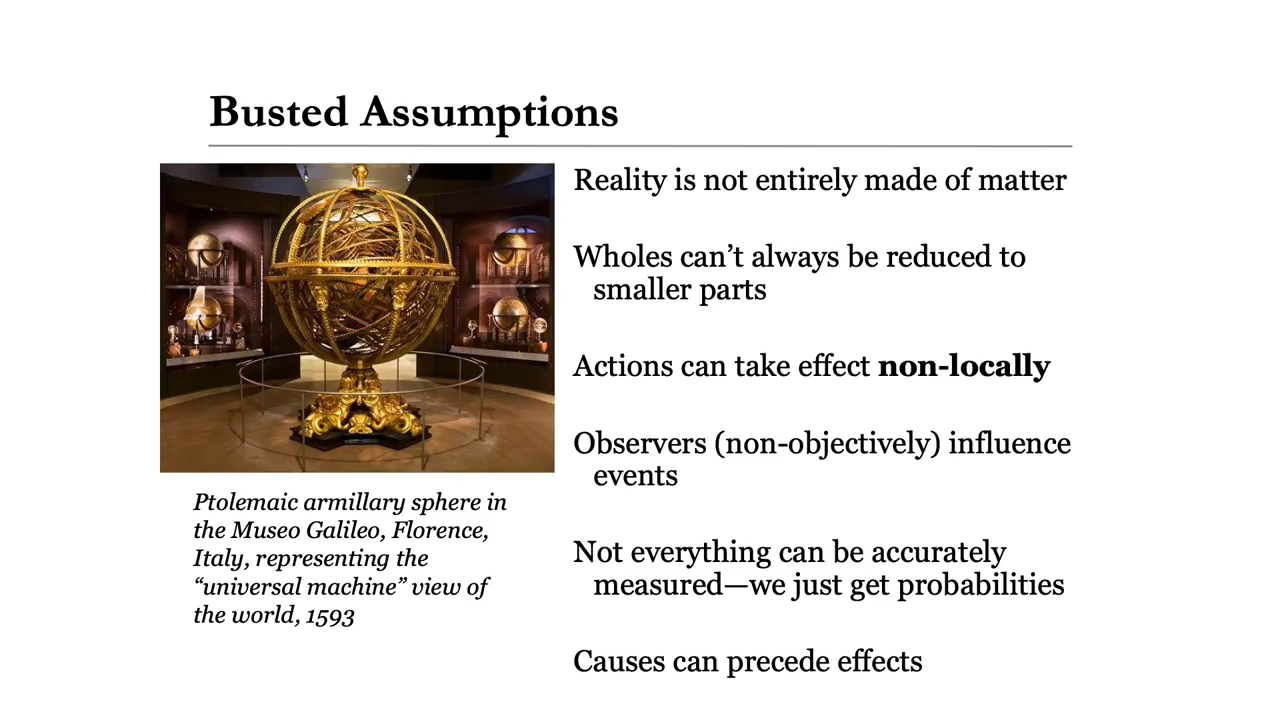 Busted Assumptions
Reality is not entirely made of matter
Wholes can’t always be reduced to
smaller parts
Actions can take effect non-locally
Observers (non-objectively) influence
events
Not everything can be accurately
measured—we just get probabilities
Causes can precede effects
Ptolemaic armillary sphere in
the Museo Galileo, Florence,
Italy, representing the
“universal machine” view of
the world, 1593